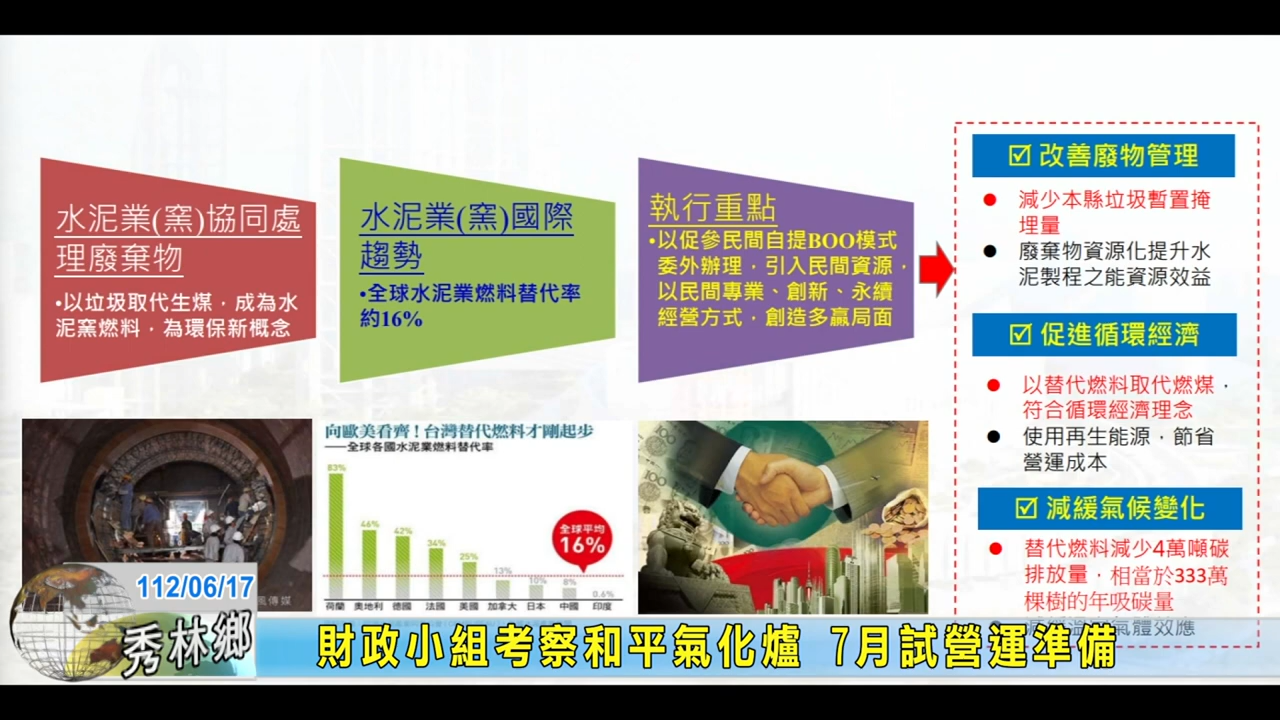 水泥業(窯)協同處
理廢棄物
•以垃圾取代生煤，成為水
泥窯燃料，為環保新概念
水泥業(窯)國際
趨勢
•全球水泥業燃料替代率
約16%
執行重點
•以促參民間自提BOO模式
委外辦理，引入民間資源，
以民間專業、創新、永續
經營方式，創造多贏局面
☑ 改善廢物管理
● 減少本縣垃圾暫置掩
埋量
● 廢棄物資源化提升水
泥製程之能資源效益
☑ 促進循環經濟
● 以替代燃料取代燃煤，
符合循環經濟理念
● 使用再生能源，節省
營運成本
☑ 減緩氣候變化
● 替代燃料減少4萬噸碳
排放量，相當於333萬
棵樹的年吸碳量
氣體效應
向歐美看齊！台灣替代燃料才剛起步
——全球各國水泥業燃料替代率
83%
46%
42%
34%
25%
13%
10%
8%
0.6%
全球平均
16%
荷蘭 奧地利 德國 法國 美國 加拿大 日本 中國 印度
100
風傳媒
112/06/17
秀林鄉
財政小組考察和平氣化爐 7月試營運準備